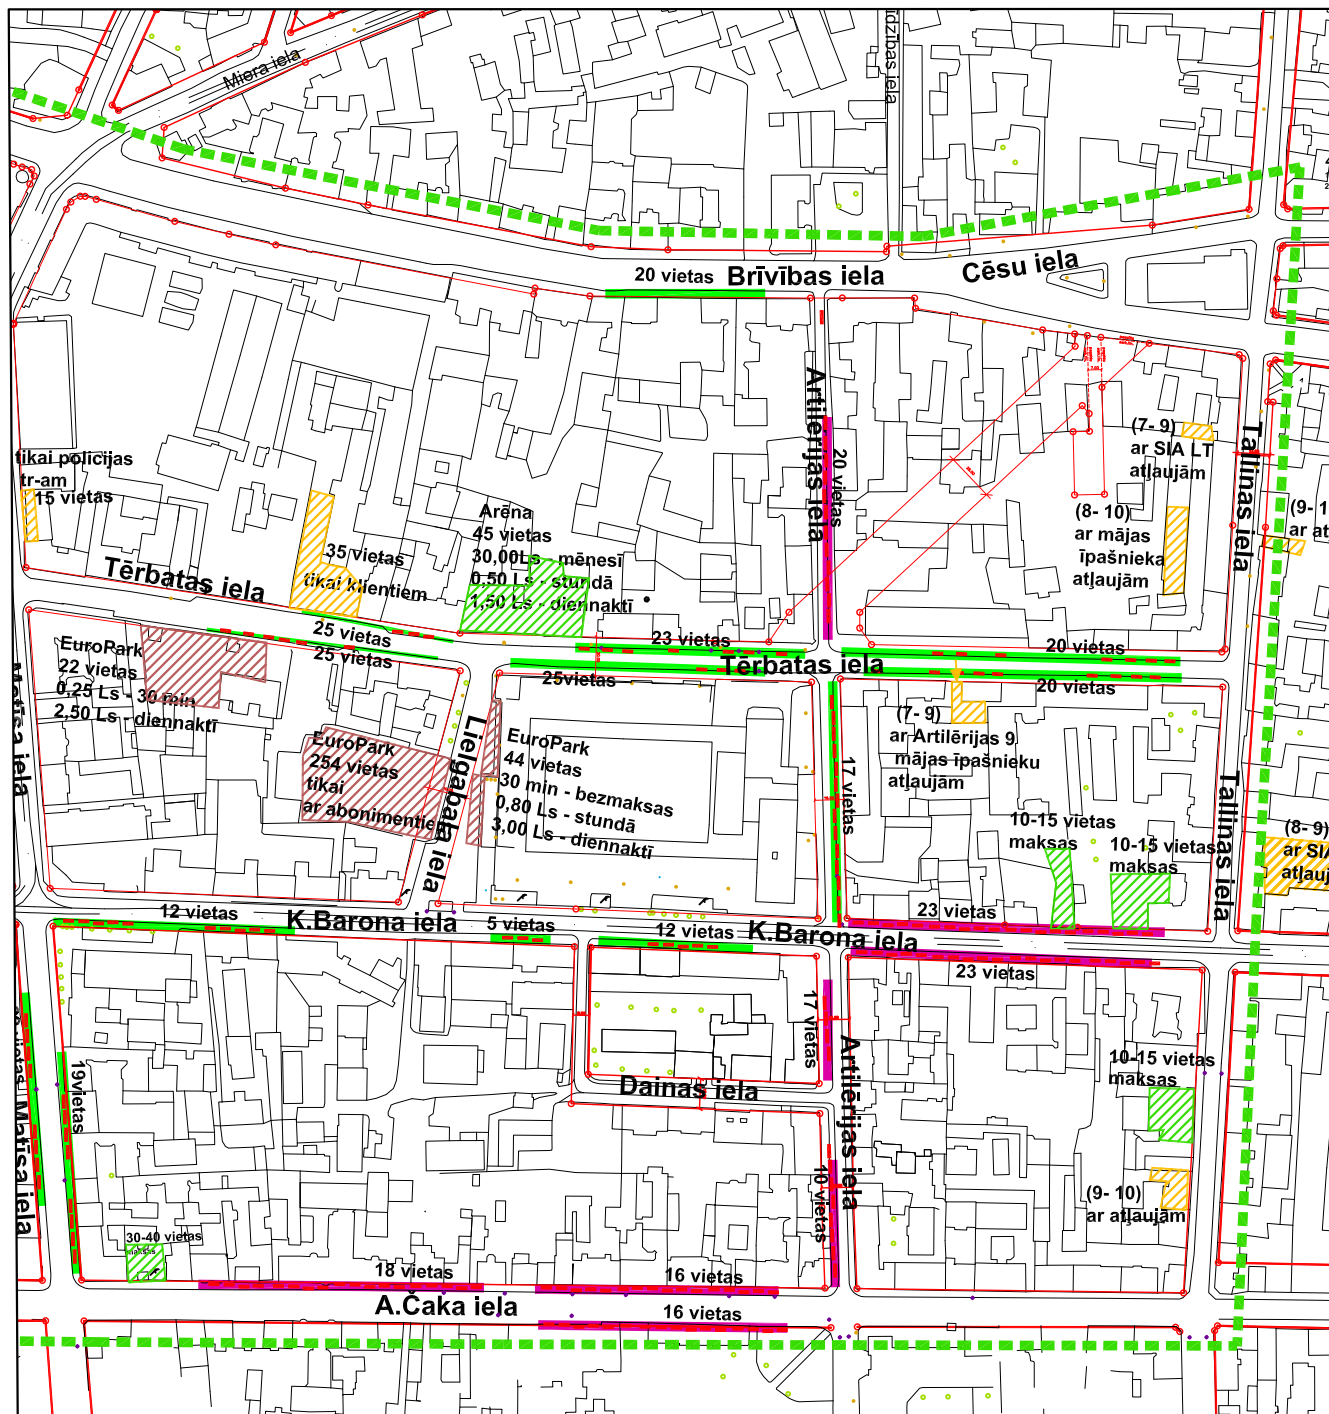 Miera iela
20 vietas
Brīvības iela
Cēsu iela
Artilērijas iela
20 vietas
Tallinas iela
(7- 9)
ar SIA LT
atļaujām
(8- 10)
ar mājas
īpašnieka
atļaujām
tikai policijas
tr-am
15 vietas
35 vietas
tikai klientiem
Arēna
45 vietas
30,00Ls - mēnesī
0,50 Ls - stundā
1,50 Ls - diennaktī
Tērbatas iela
25 vietas
25 vietas
23 vietas
Tērbatas iela
25vietas
20 vietas
20 vietas
EuroPark
22 vietas
0,25 Ls - 30 min
2,50 Ls - diennaktī
Matīsa iela
EuroPark
254 vietas
tikai
ar abonimentiem
Lielgabala iela
EuroPark
44 vietas
30 min - bezmaksas
0,80 Ls - stundā
3,00 Ls - diennaktī
(7- 9)
ar Artilērijas 9
mājas īpašnieku
atļaujām
17 vietas
10-15 vietas
maksas
10-15 vietas
maksas
Tallinas iela
(8- 9)
ar SIA
12 vietas
K.Barona iela
5 vietas
12 vietas
K.Barona iela
23 vietas
23 vietas
17 vietas
Dainas iela
Artilērijas iela
10-15 vietas
maksas
19vietas
Matīsa iela
10 vietas
(9- 10)
ar atļaujām
30-40 vietas
maksas
18 vietas
16 vietas
A.Čaka iela
16 vietas